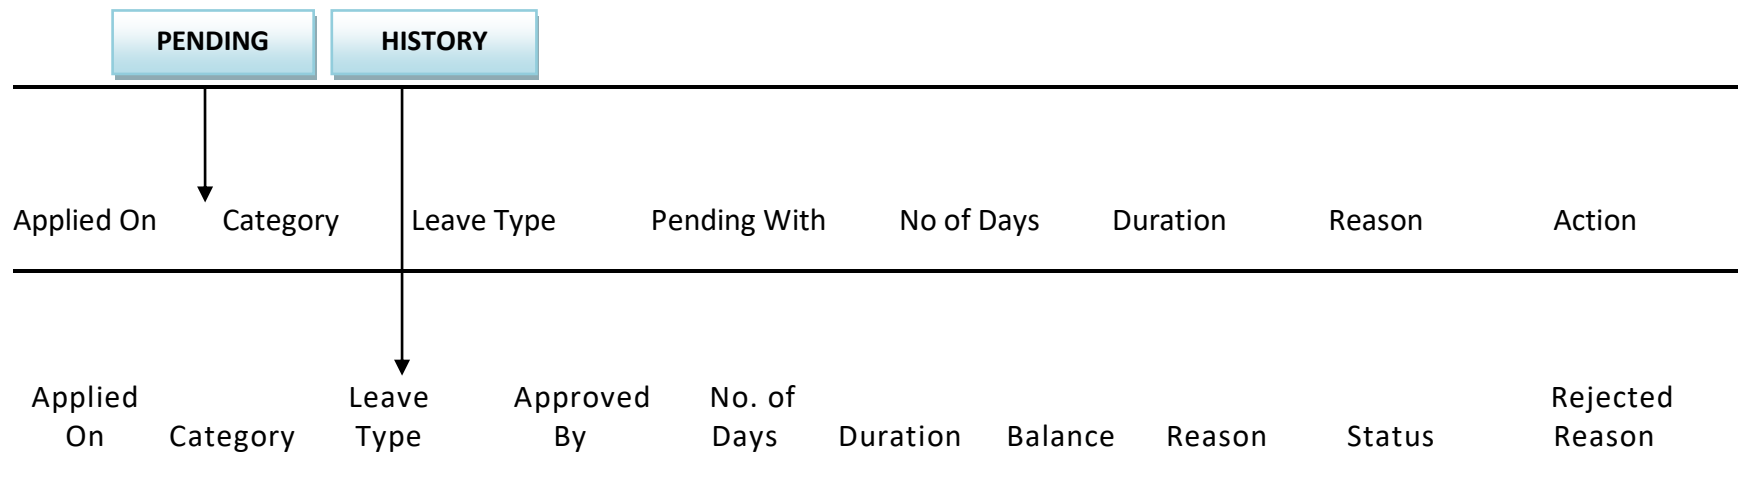 PENDING HISTORY
Applied On Category Leave Type Pending With No of Days Duration Reason Action
Applied Leave Approved No. of Rejected
On Category Type By Days Duration Balance Reason Status Reason